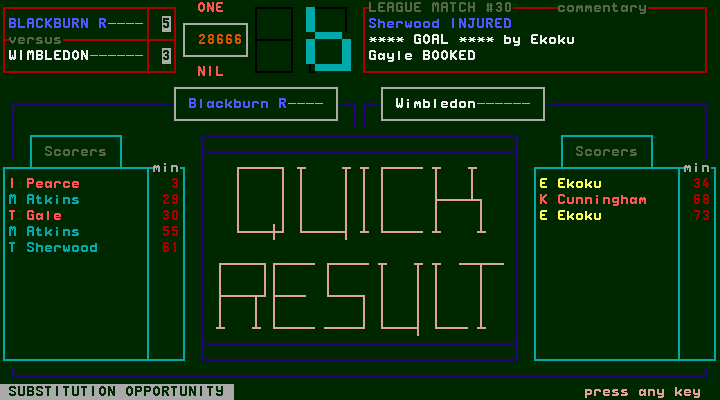 BLACKBURN R---- 5
versus
WIMBLEDON----- 3
ONE
28666
NIL
6
LEAGUE MATCH #30 commentary
Sherwood INJURED
**** GOAL **** by Ekoku
Gayle BOOKED
Blackburn R----
Wimbledon------
Scorers
min
I Pearce 3
M Atkins 29
T Gale 30
M Atkins 55
T Sherwood 61
QUICK
RESULT
Scorers
min
E Ekoku 34
K Cunningham 68
E Ekoku 73
SUBSTITUTION OPPORTUNITY
press any key